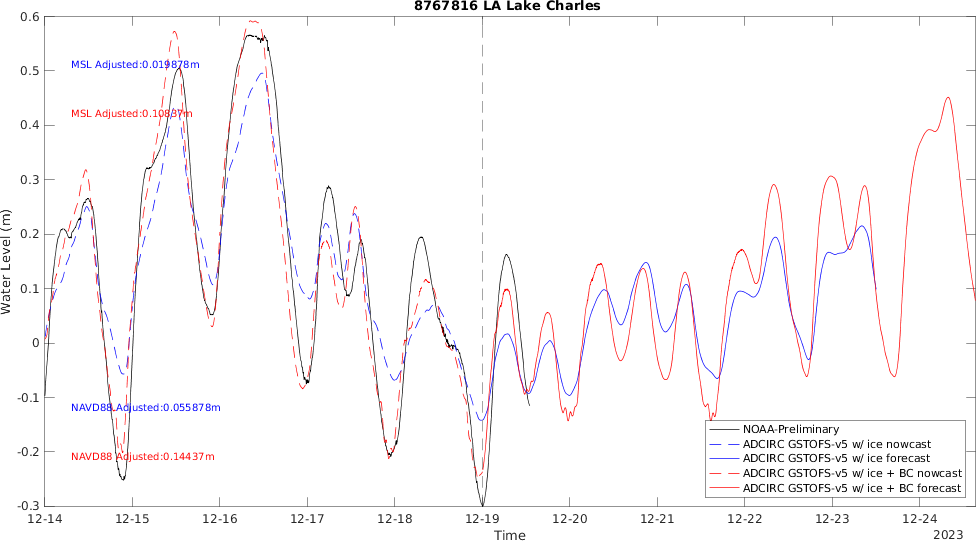 8767816 LA Lake Charles
0.6
0.5
0.4
0.3
0.2
0.1
0
-0.1
-0.2
-0.3
Water Level (m)
MSL Adjusted:0.019878m
MSL Adjusted:0.10837m
NAVD88 Adjusted:0.055878m
NAVD88 Adjusted:0.14437m
NOAA-Preliminary
ADCIRC GSTOFS-v5 w/ ice nowcast
ADCIRC GSTOFS-v5 w/ ice forecast
ADCIRC GSTOFS-v5 w/ ice + BC nowcast
ADCIRC GSTOFS-v5 w/ ice + BC forecast
12-14 12-15 12-16 12-17 12-18 12-19 12-20 12-21 12-22 12-23 12-24
Time
2023